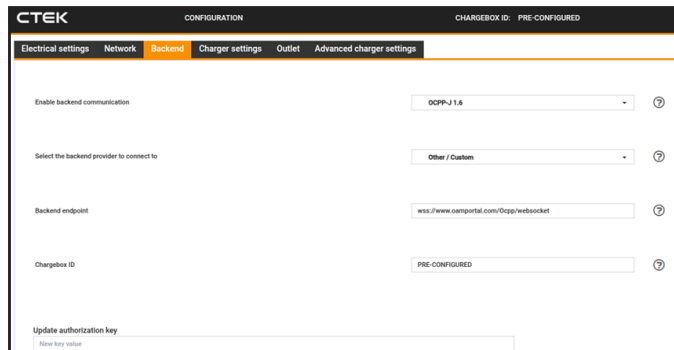 CTEK CONFIGURATION CHARGEBOX ID: PRE-CONFIGURED
Electrical settings Network Backend Charger settings Outlet Advanced charger settings
Enable backend communication OCPP-J 1.6 ?
Select the backend provider to connect to Other / Custom ?
Backend endpoint wss://www.oamportal.com/Ocpp/websocket ?
Chargebox ID PRE-CONFIGURED ?
Update authorization key
New key value